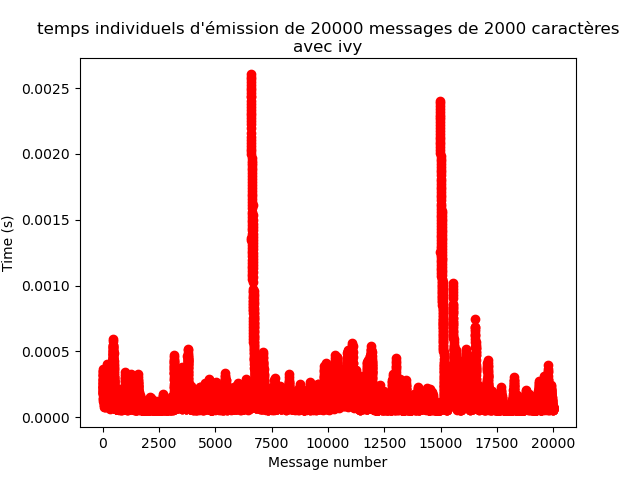 temps individuels d'émission de 20000 messages de 2000 caractères
avec ivy
0.0025
0.0020
0.0015
0.0010
0.0005
0.0000
Time (s)
0 2500 5000 7500 10000 12500 15000 17500 20000
Message number